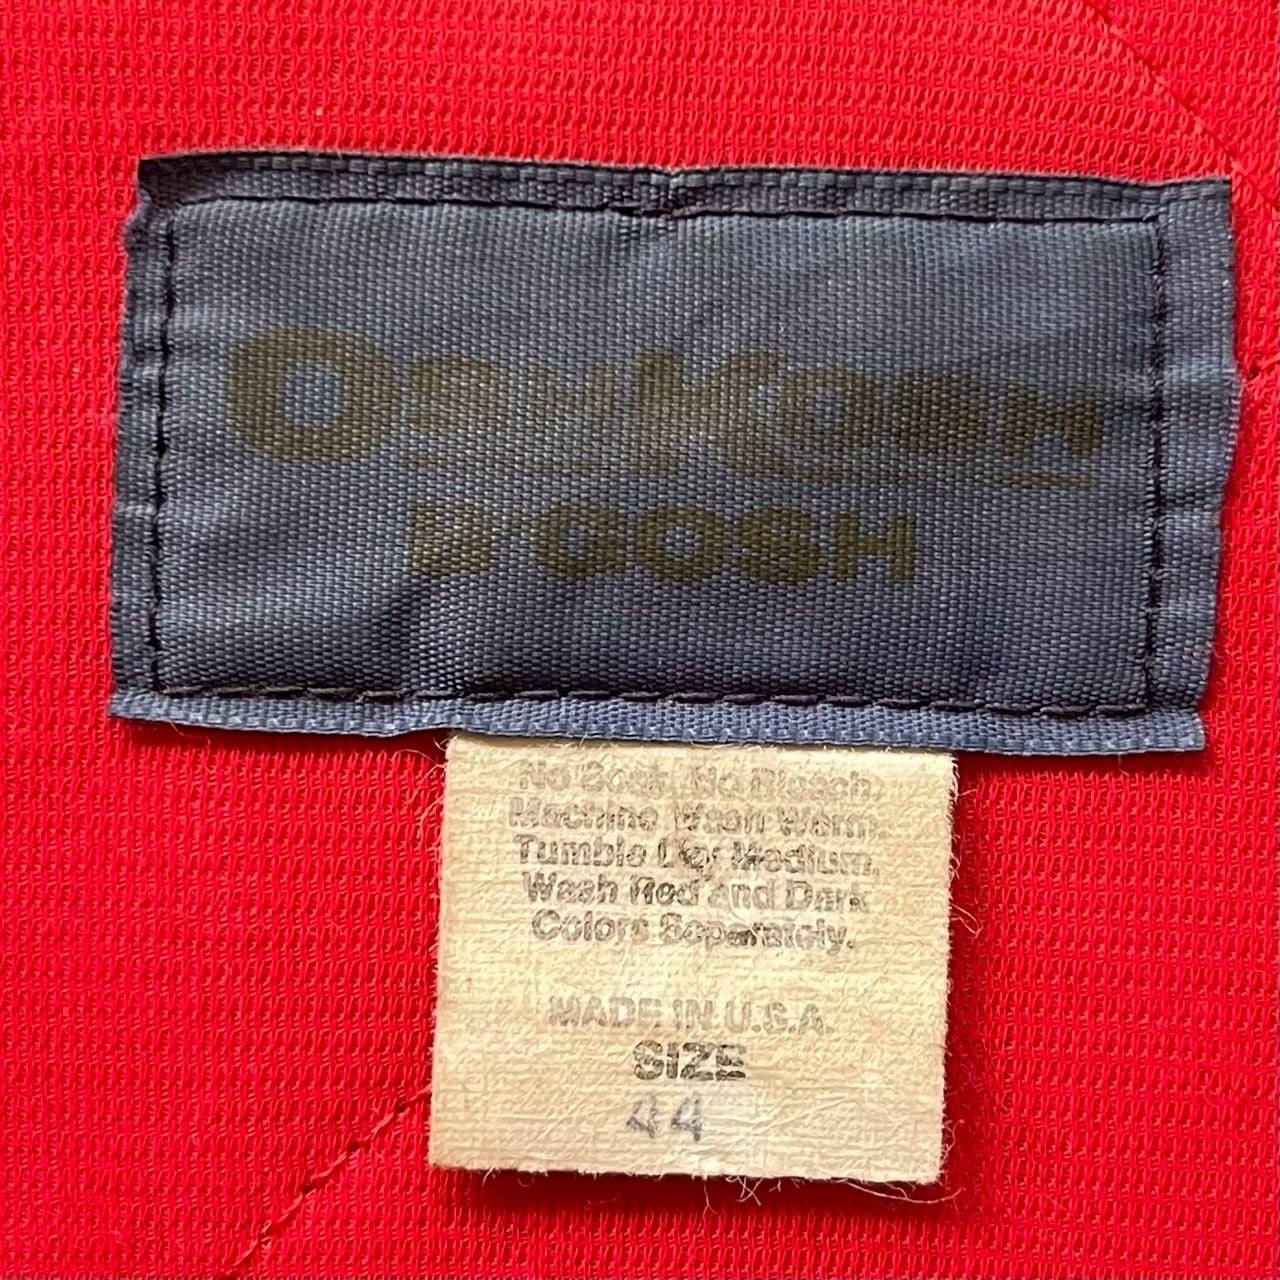 OSHKOSH
B'GOSH
No Soak, No Bleach.
Machine Wash Warm.
Tumble Dry Medium.
Wash Red and Dark
Colors Separately.
MADE IN U.S.A.
SIZE
44